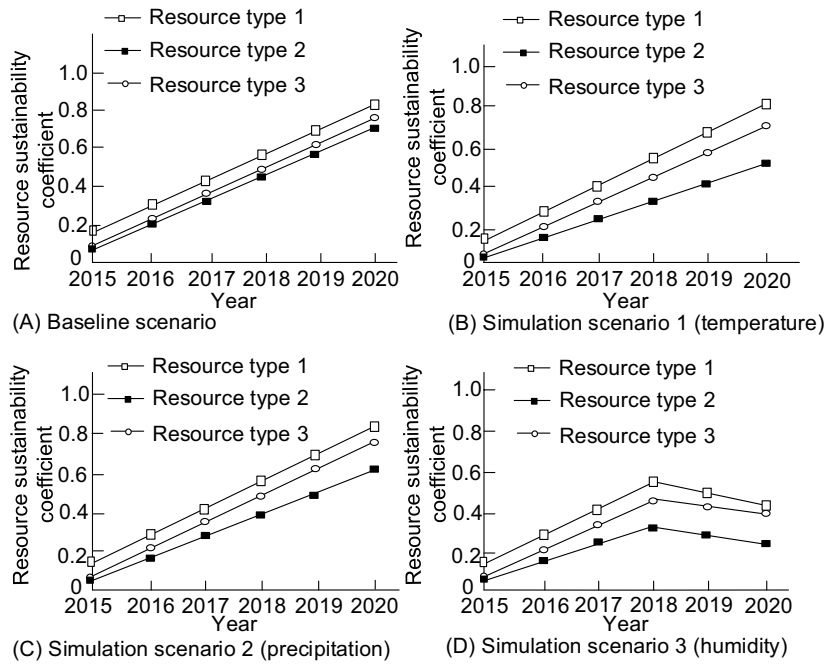 Resource type 1
Resource type 2
Resource type 3
Resource sustainability
coefficient
1.0
0.8
0.6
0.4
0.2
0
2015 2016 2017 2018 2019 2020
Year
(A) Baseline scenario
Resource type 1
Resource type 2
Resource type 3
Resource sustainability
coefficient
1.0
0.8
0.6
0.4
0.2
0
2015 2016 2017 2018 2019 2020
Year
(B) Simulation scenario 1 (temperature)
Resource type 1
Resource type 2
Resource type 3
Resource sustainability
coefficient
1.0
0.8
0.6
0.4
0.2
0
2015 2016 2017 2018 2019 2020
Year
(C) Simulation scenario 2 (precipitation)
Resource type 1
Resource type 2
Resource type 3
Resource sustainability
coefficient
1.0
0.8
0.6
0.4
0.2
0
2015 2016 2017 2018 2019 2020
Year
(D) Simulation scenario 3 (humidity)